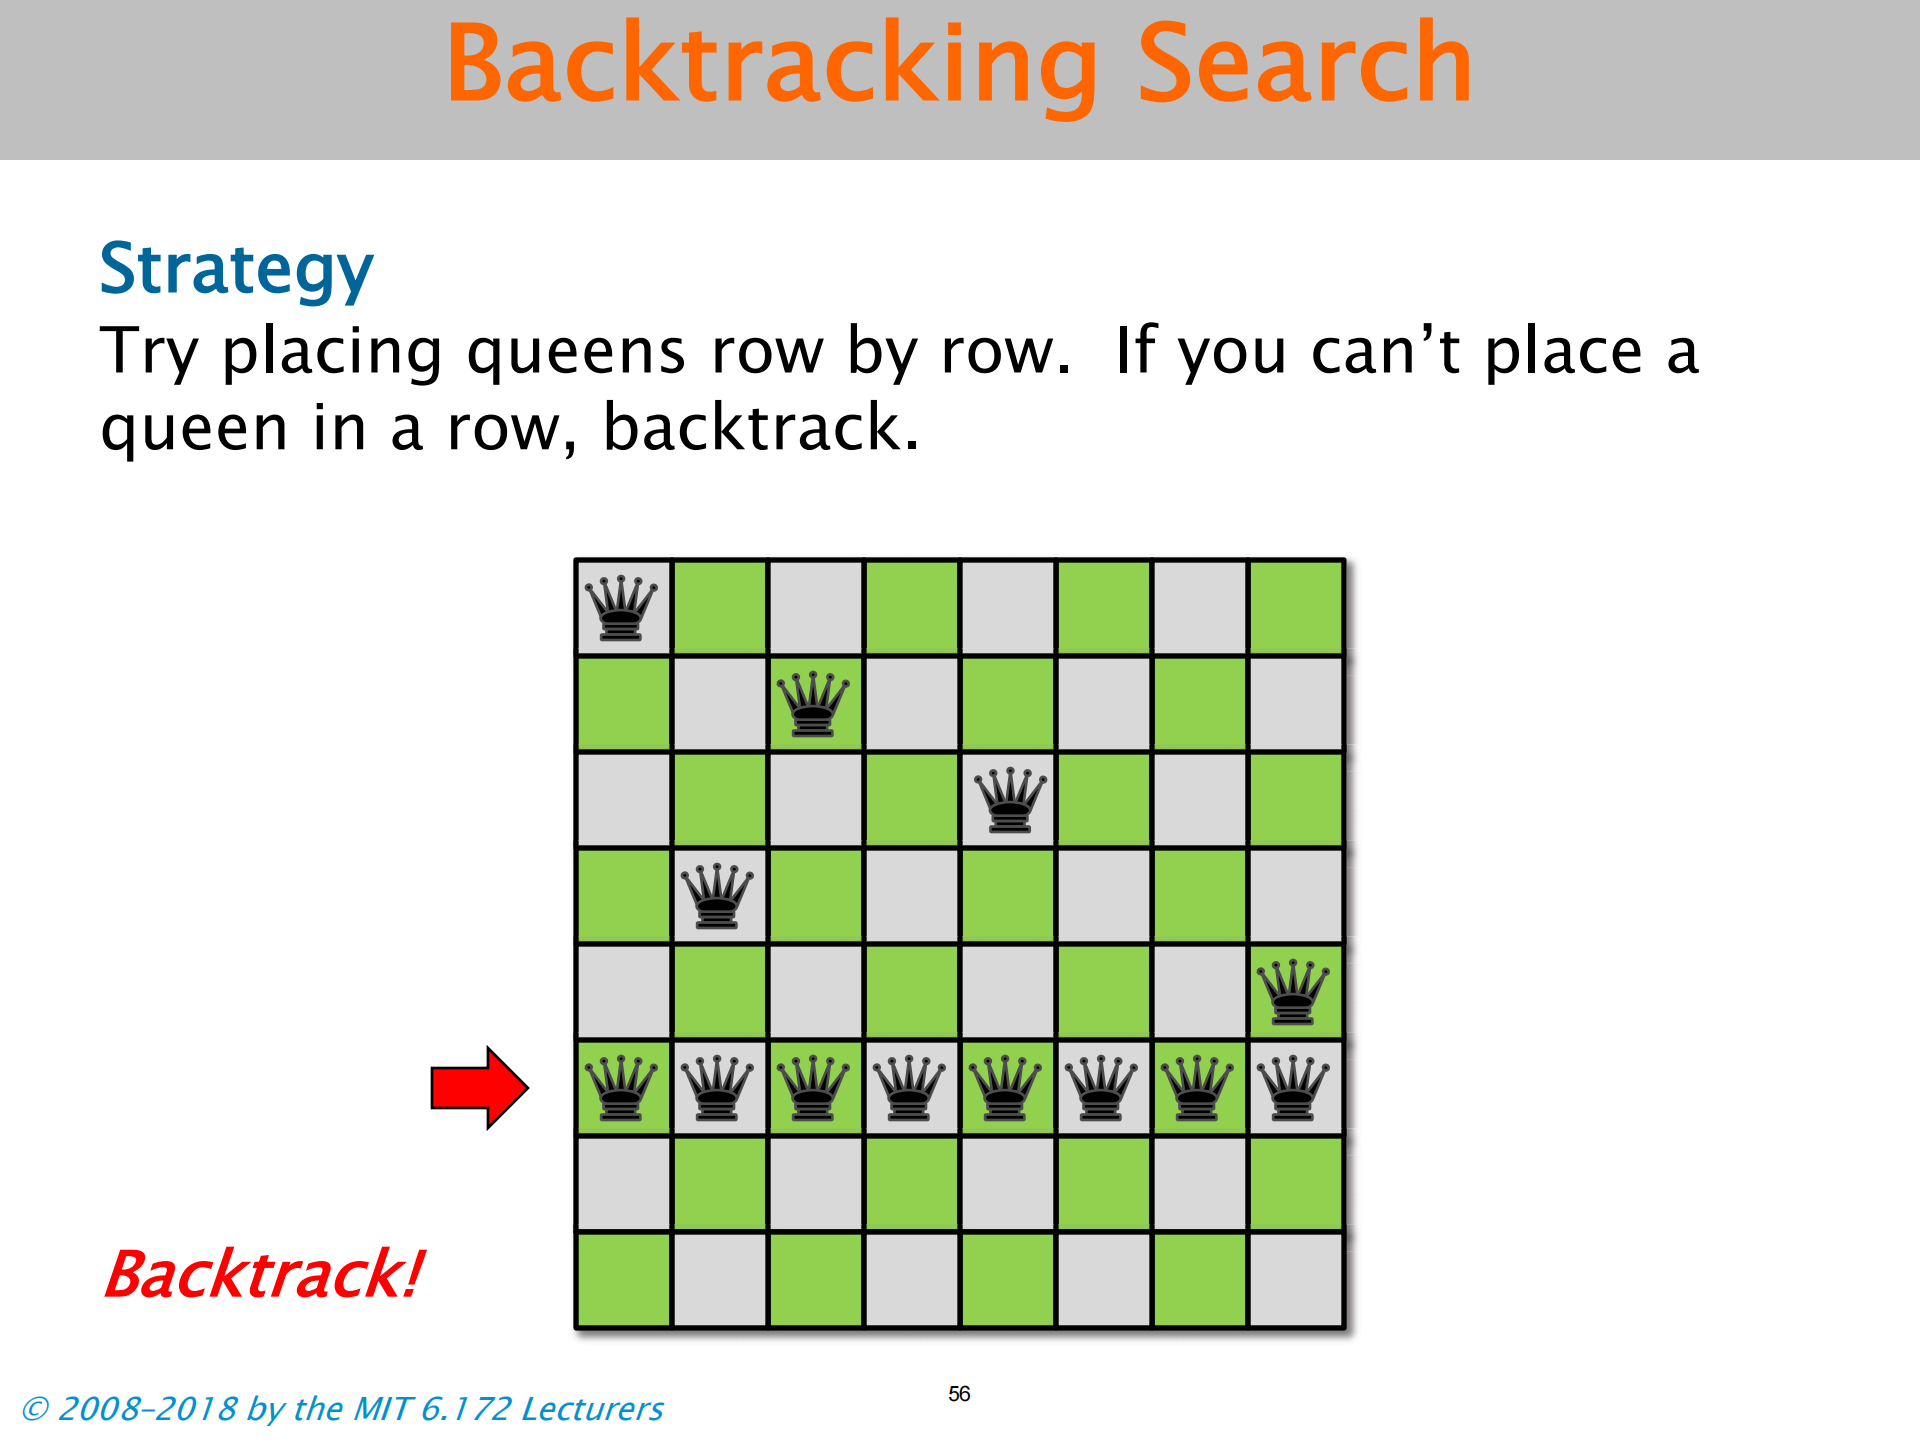 Backtracking Search
Strategy
Try placing queens row by row.  If you can’t place a
queen in a row, backtrack.
Backtrack!
© 2008–2018 by the MIT 6.172 Lecturers
56